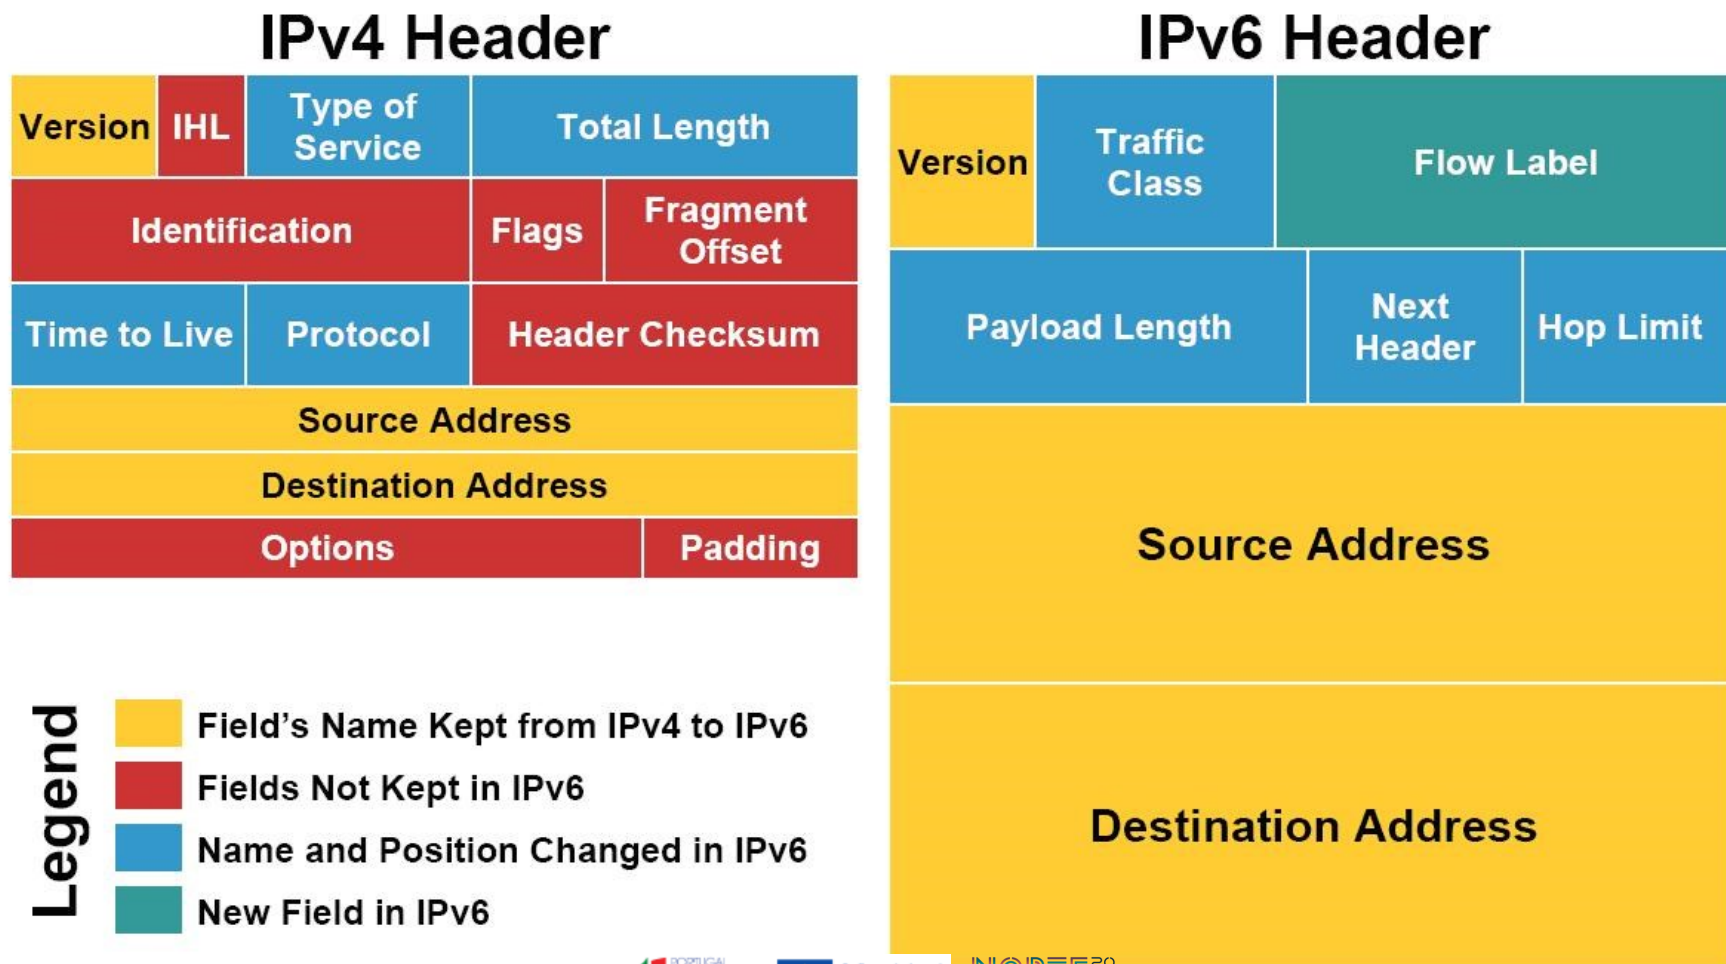 IPv4 Header
Version
IHL
Type of
Service
Total Length
Identification
Flags
Fragment
Offset
Time to Live
Protocol
Header Checksum
Source Address
Destination Address
Options
Padding
Legend
Field's Name Kept from IPv4 to IPv6
Fields Not Kept in IPv6
Name and Position Changed in IPv6
New Field in IPv6
IPv6 Header
Version
Traffic
Class
Flow Label
Payload Length
Next
Header
Hop Limit
Source Address
Destination Address